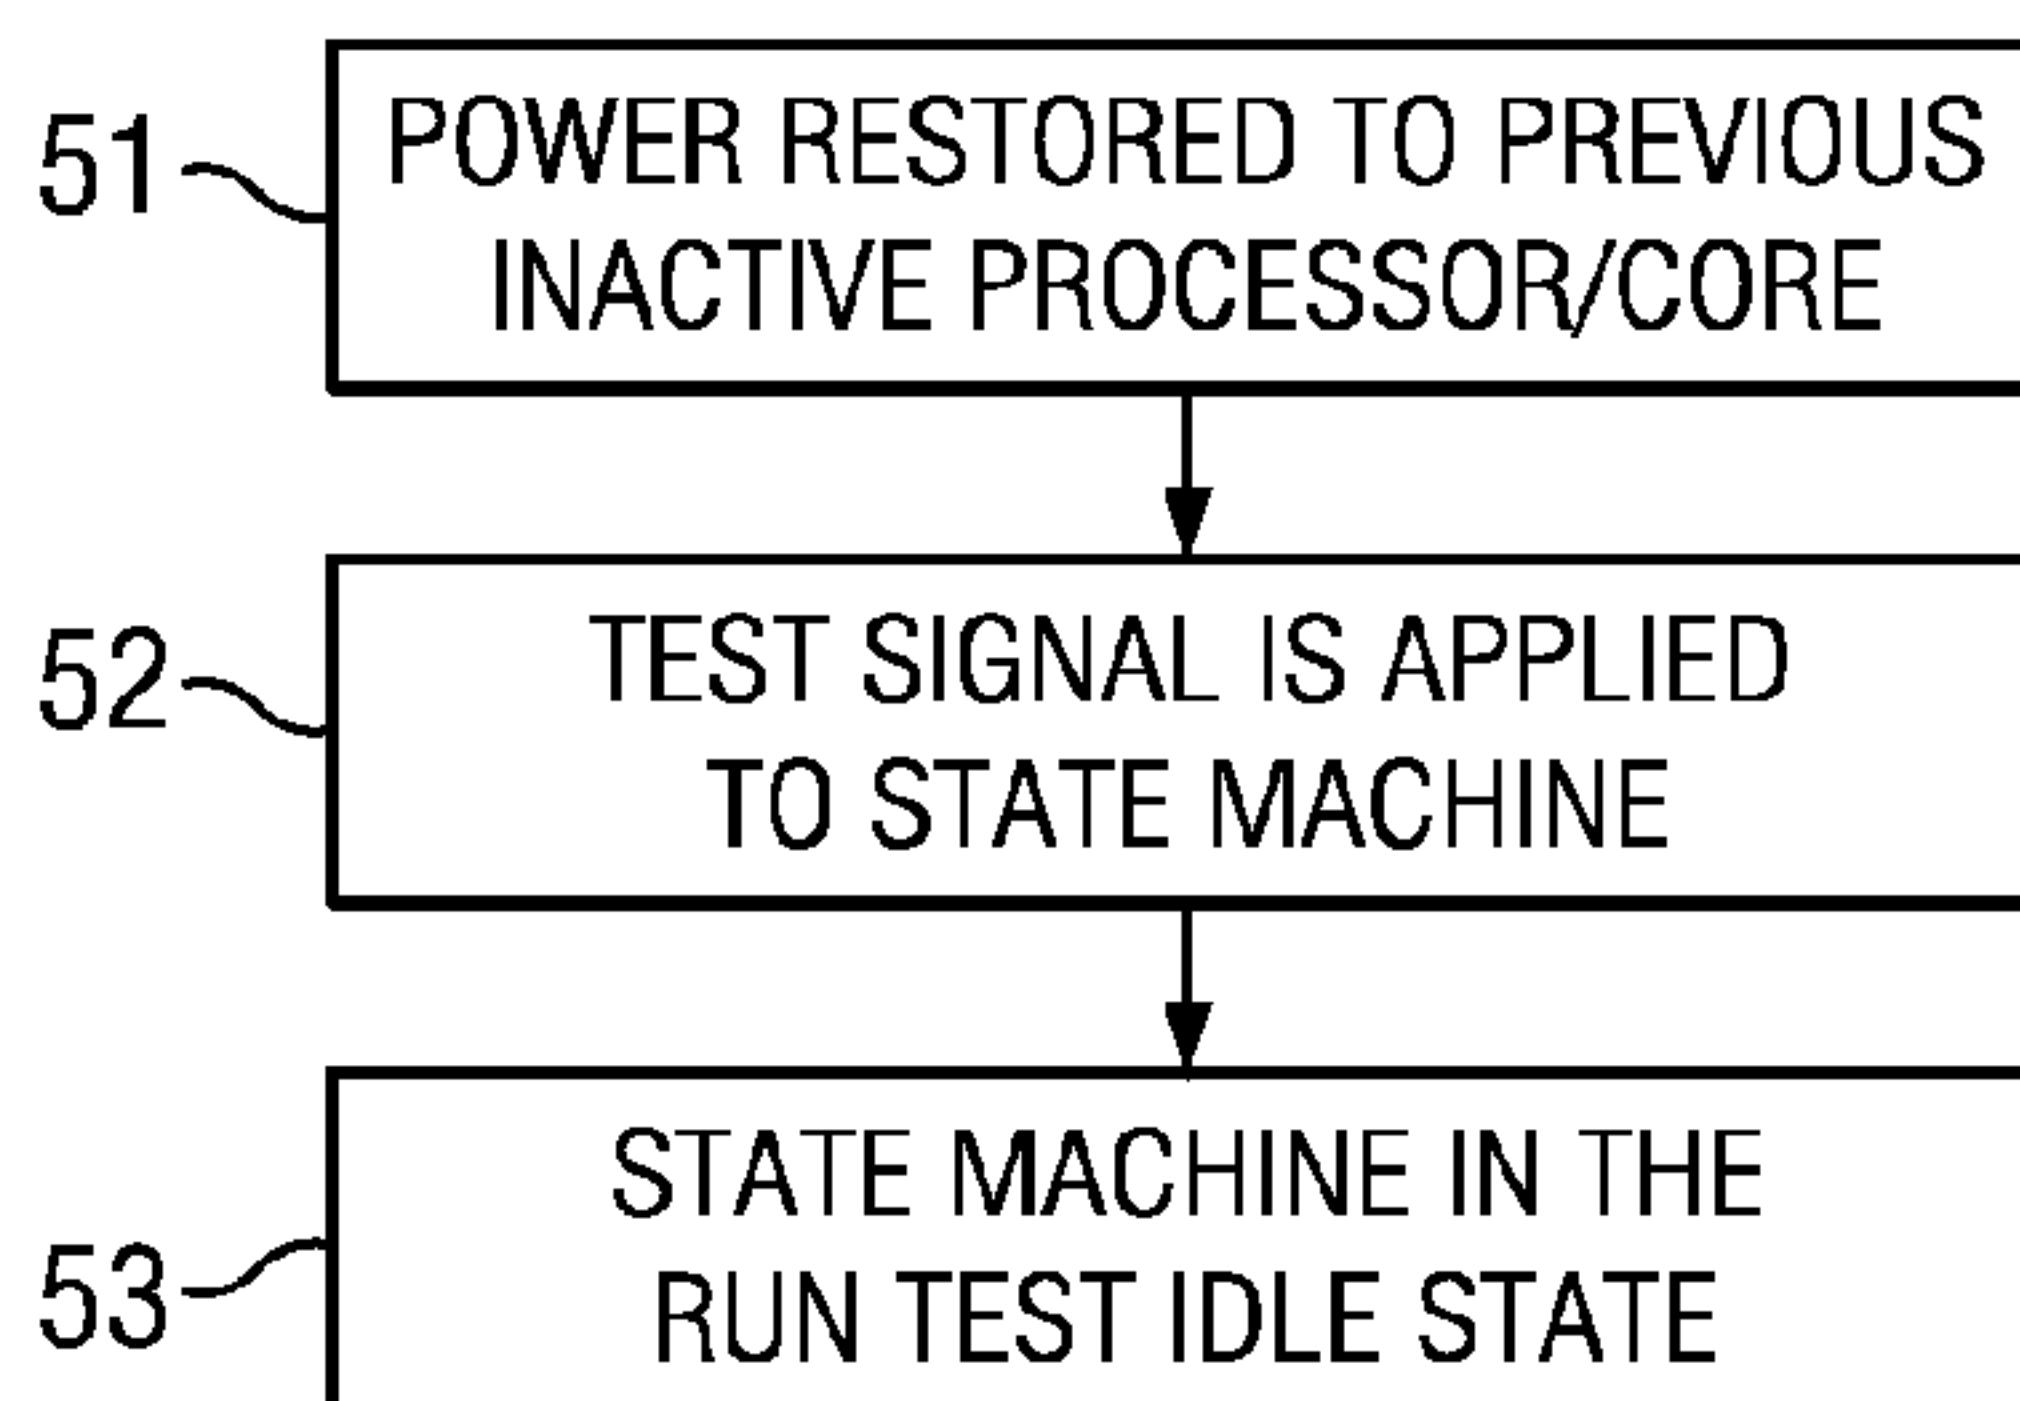 51
POWER RESTORED TO PREVIOUS
INACTIVE PROCESSOR/CORE
52
TEST SIGNAL IS APPLIED
TO STATE MACHINE
53
STATE MACHINE IN THE
RUN TEST IDLE STATE